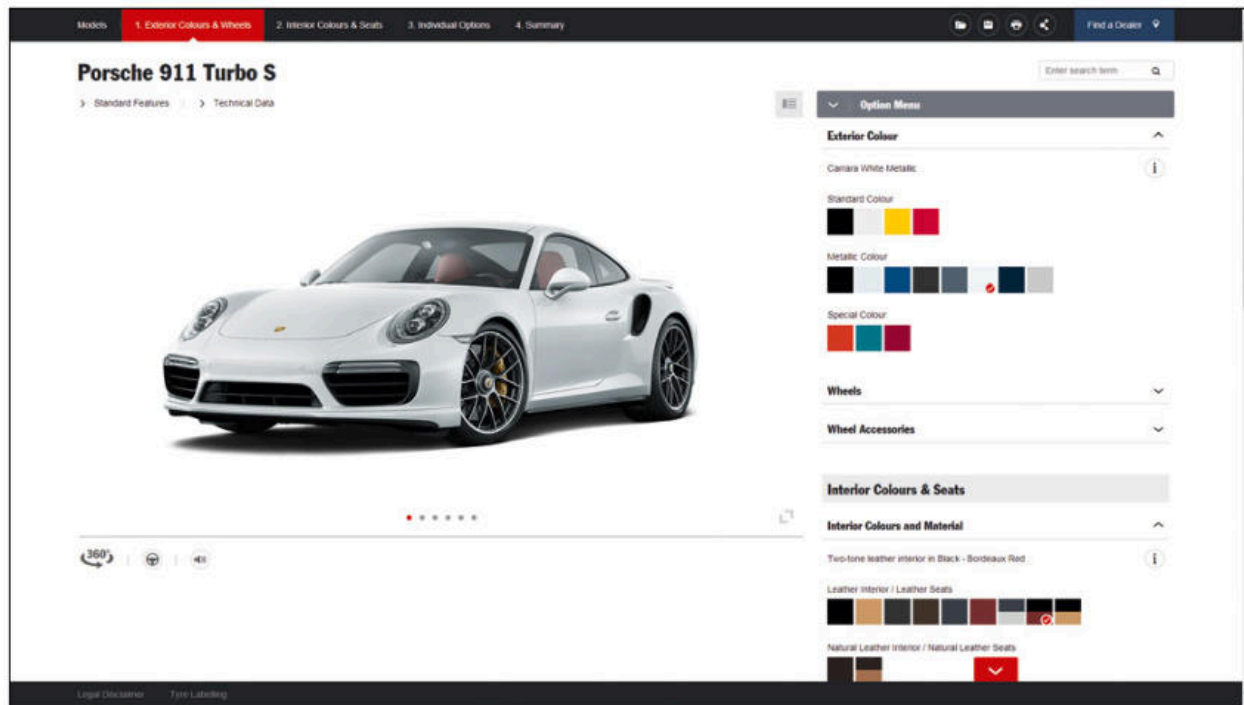 Models
1. Exterior Colours & Wheels
2. Interior Colours & Seats
3. Individual Options
4. Summary
Find a Dealer
Porsche 911 Turbo S
Enter search term
Standard Features
Technical Data
Option Menu
Exterior Colour
Carrara White Metallic
i
Standard Colour
Metallic Colour
Special Colour
Wheels
Wheel Accessories
Interior Colours & Seats
Interior Colours and Material
360°
Two-tone leather interior in Black - Bordeaux Red
i
Leather Interior / Leather Seats
Natural Leather Interior / Natural Leather Seats
Legal Disclaimer
Tyre Labelling